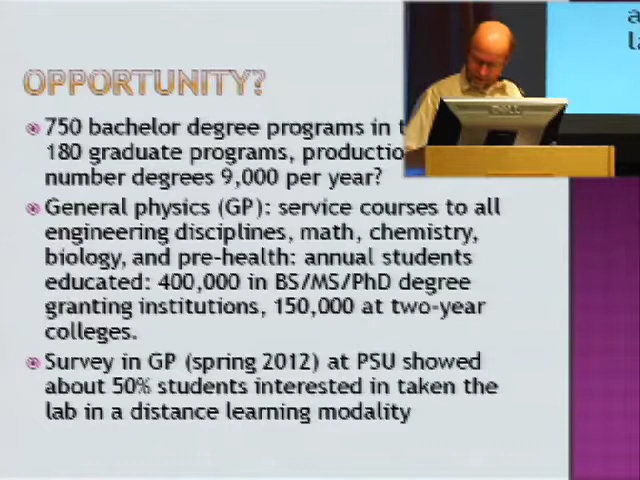 OPPORTUNITY?
750 bachelor degree programs in
180 graduate programs,
number degrees 9,000 per year?
General physics (GP): service courses to all
engineering disciplines, math, chemistry,
biology, and pre-health: annual students
educated: 400,000 in BS/MS/PhD degree
granting institutions, 150,000 at two-year
colleges.
Survey in GP (spring 2012) at PSU showed
about 50% students interested in taken the
lab in a distance learning modality
DELL